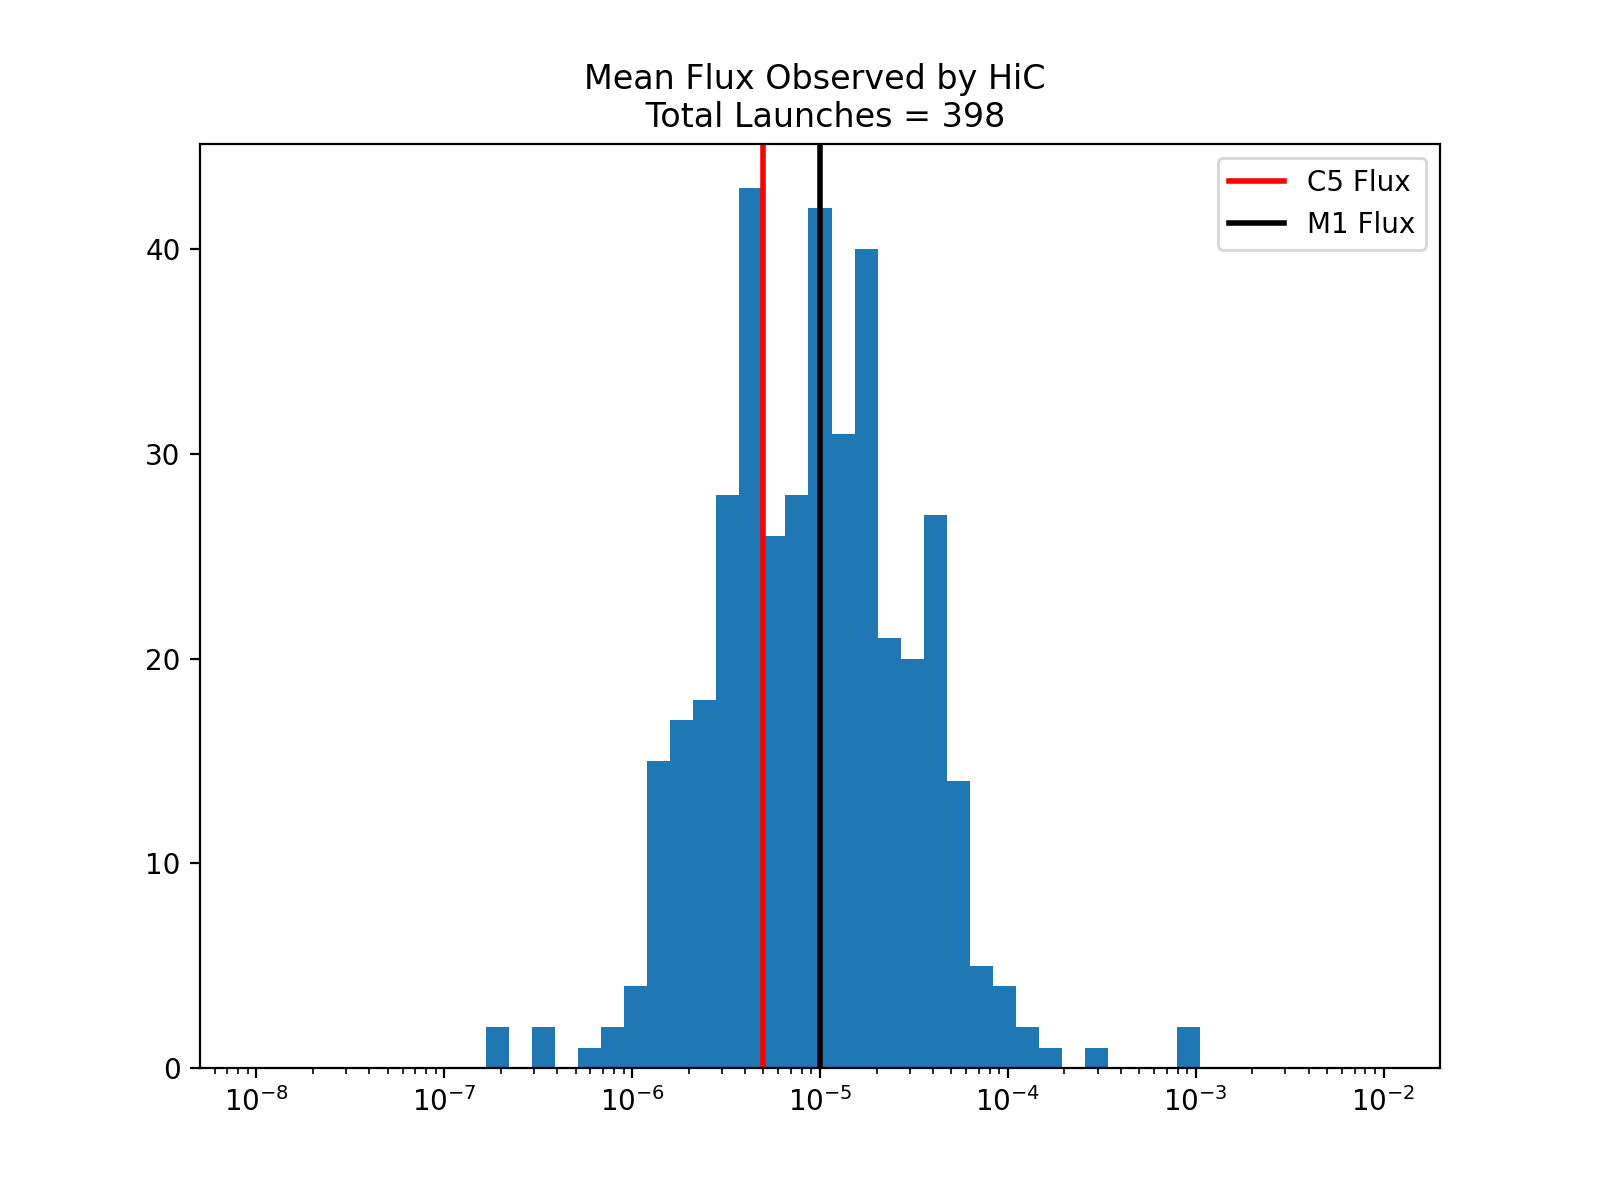 Mean Flux Observed by HiC
Total Launches = 398
C5 Flux
M1 Flux
40
30
20
10
0
10⁻⁸ 10⁻⁷ 10⁻⁶ 10⁻⁵ 10⁻⁴ 10⁻³ 10⁻²